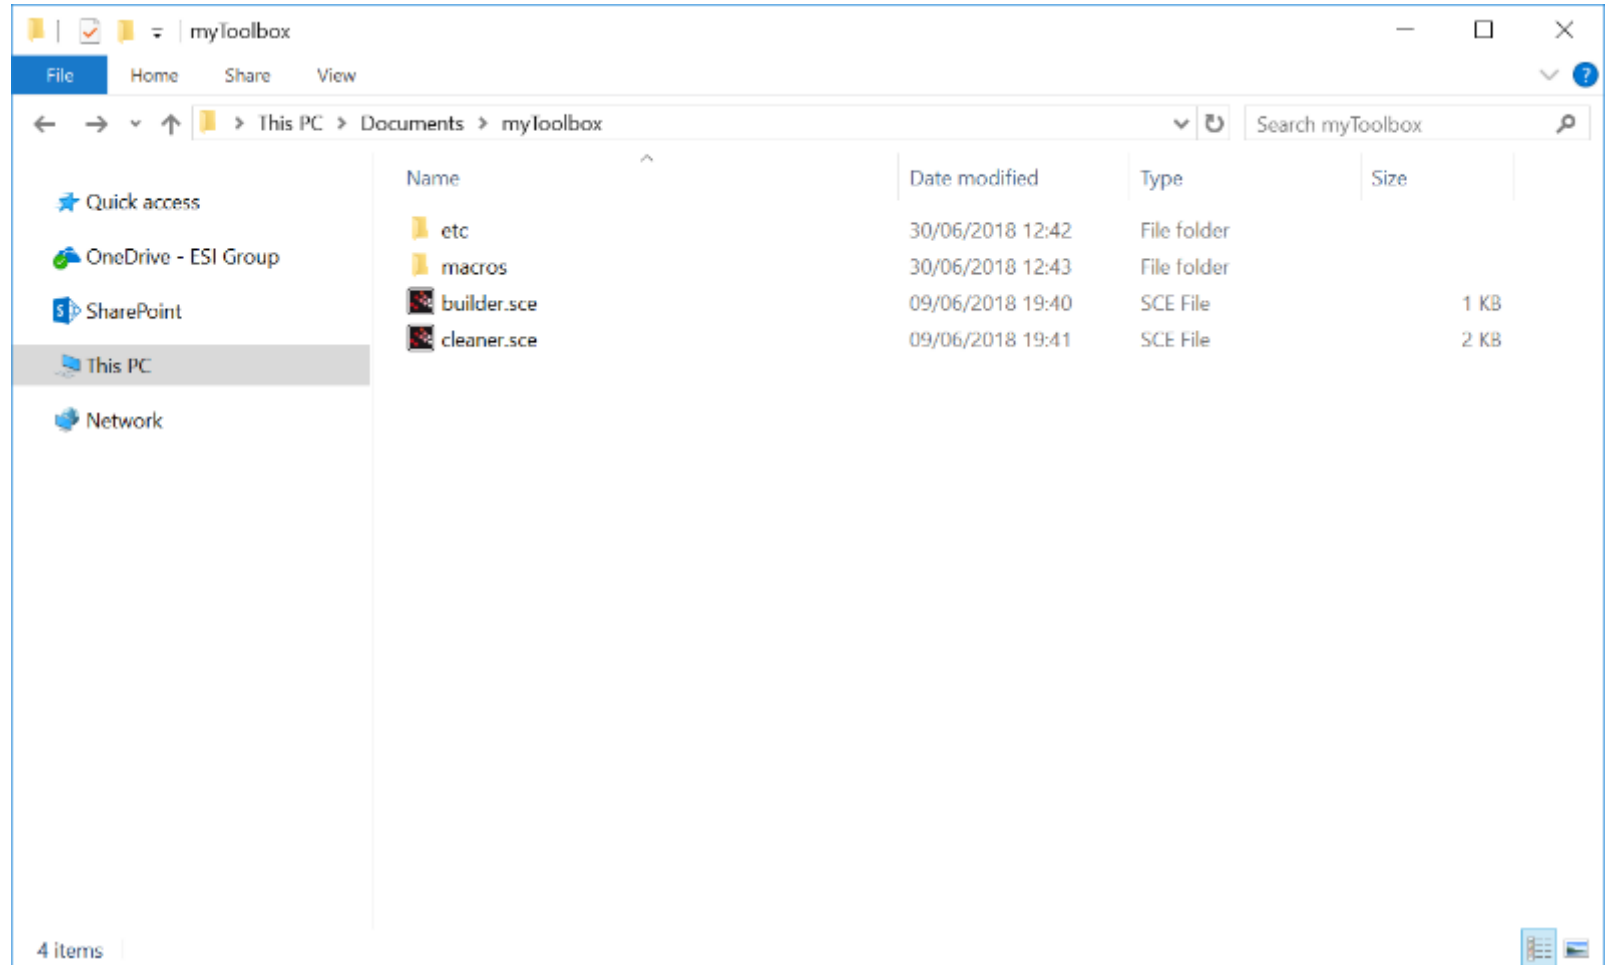 myToolbox
File Home Share View
This PC > Documents > myToolbox
Search myToolbox
Name Date modified Type Size
Quick access
OneDrive - ESI Group
SharePoint
This PC
Network
etc 30/06/2018 12:42 File folder
macros 30/06/2018 12:43 File folder
builder.sce 09/06/2018 19:40 SCE File 1 KB
cleaner.sce 09/06/2018 19:41 SCE File 2 KB
4 items